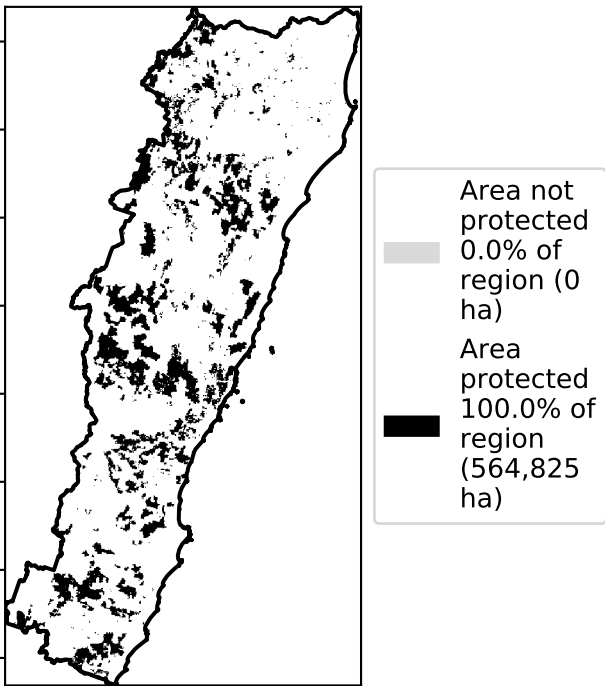 Area not
protected
0.0% of
region (0
ha)
Area
protected
100.0% of
region
(564,825
ha)